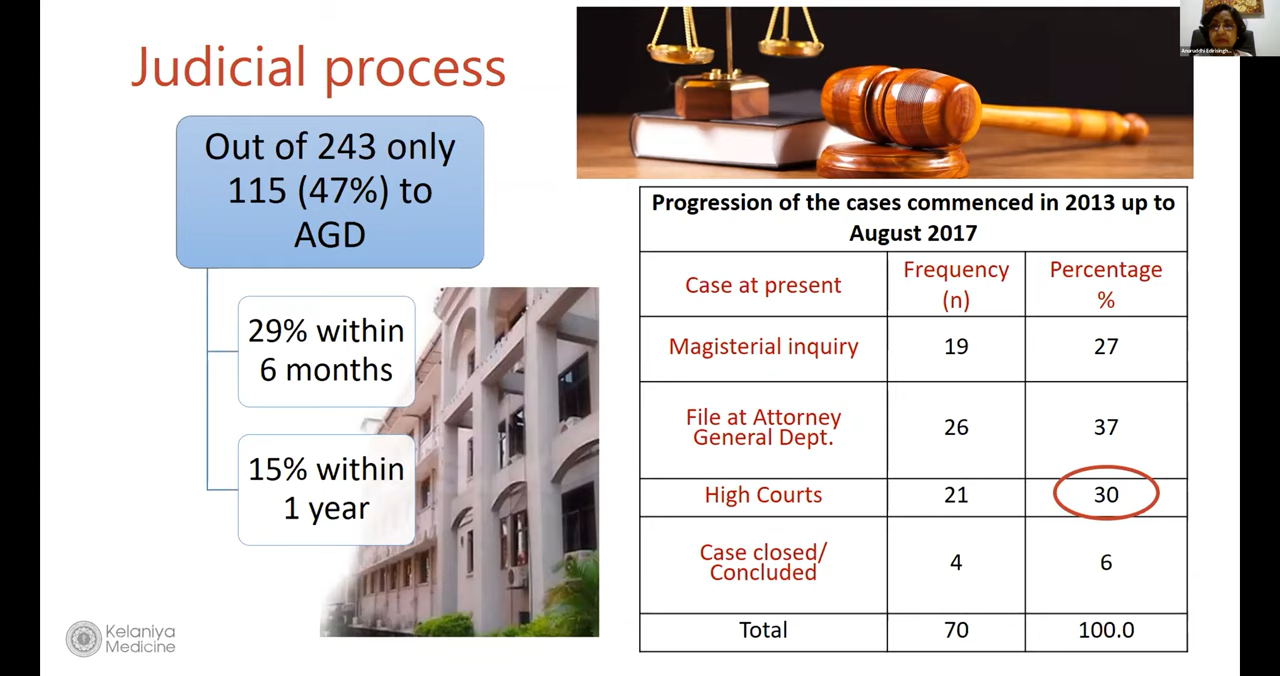 Judicial process
Out of 243 only
115 (47%) to
AGD
29% within
6 months
15% within
1 year
Kelaniya
Medicine
Anuruddhi Edirisingh...
Progression of the cases commenced in 2013 up to
August 2017
Case at present
Frequency
(n)
Percentage
%
Magisterial inquiry
19
27
File at Attorney
General Dept.
26
37
High Courts
21
30
Case closed/
Concluded
4
6
Total
70
100.0